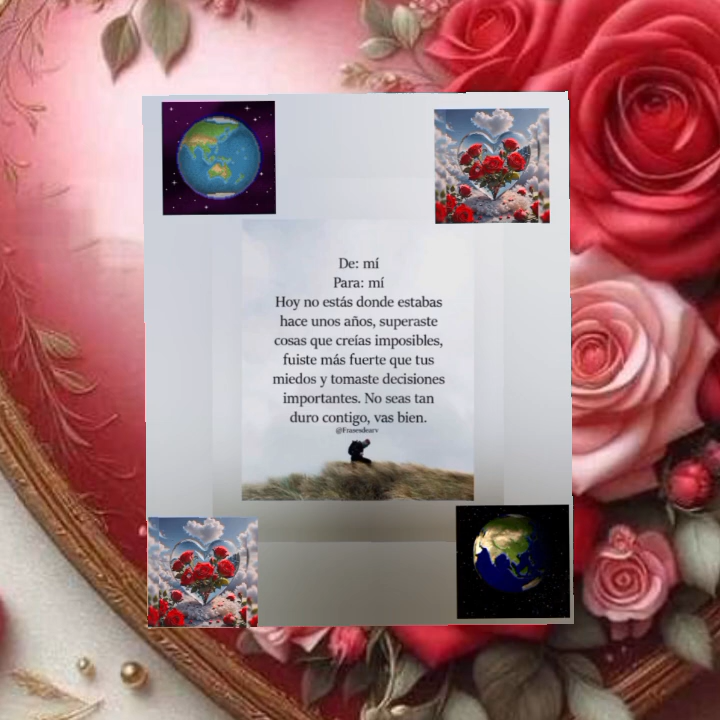 De: mí
Para: mí
Hoy no estás donde estabas
hace unos años, superaste
cosas que creías imposibles,
fuiste más fuerte que tus
miedos y tomaste decisiones
importantes. No seas tan
duro contigo, vas bien.
@Frasesdearv